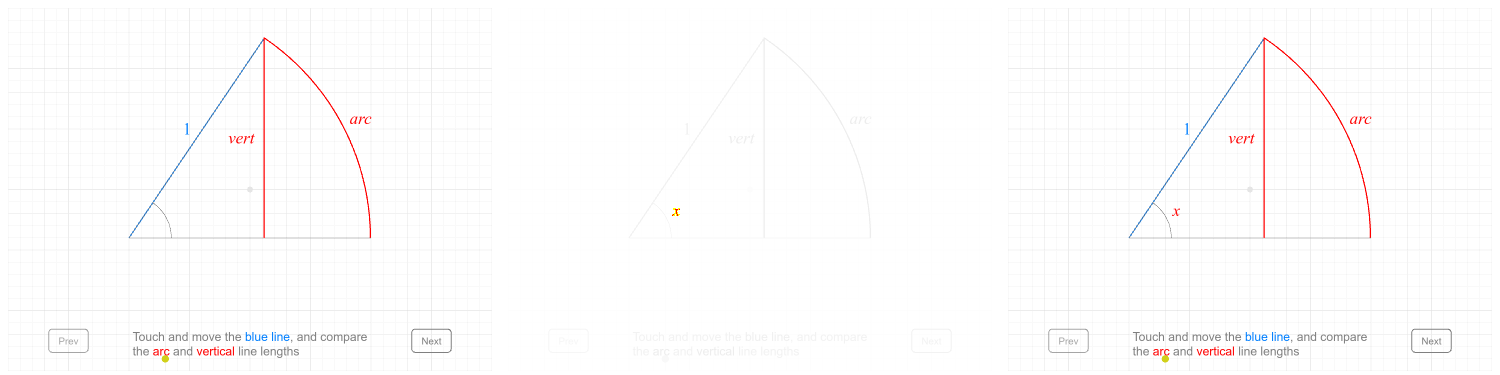 1
vert
arc
Prev
Touch and move the blue line, and compare
the arc and vertical line lengths
Next
1
vert
arc
x
Prev
Touch and move the blue line, and compare
the arc and vertical line lengths
Next
1
vert
arc
x
Prev
Touch and move the blue line, and compare
the arc and vertical line lengths
Next